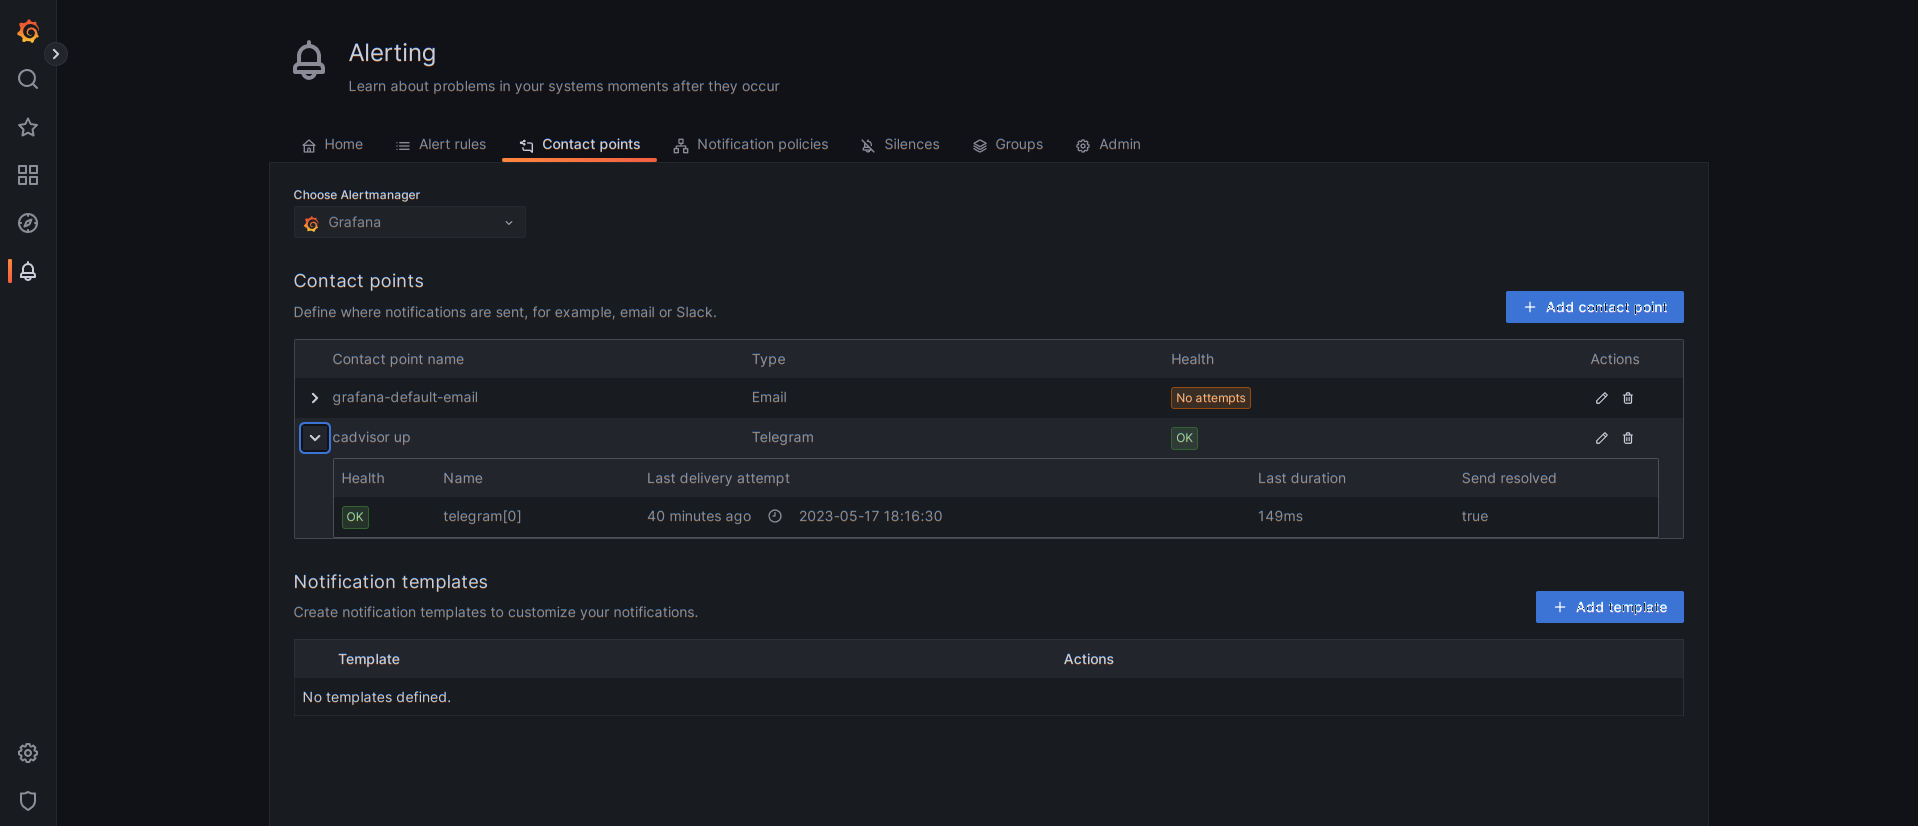 Alerting
Learn about problems in your systems moments after they occur
Home Alert rules Contact points Notification policies Silences Groups Admin
Choose Alertmanager
Grafana
Contact points
Define where notifications are sent, for example, email or Slack.
Add contact point
Contact point name Type Health Actions
grafana-default-email Email No attempts
cadvisor up Telegram OK
Health Name Last delivery attempt Last duration Send resolved
OK telegram[0] 40 minutes ago 2023-05-17 18:16:30 149ms true
Notification templates
Create notification templates to customize your notifications.
Add template
Template Actions
No templates defined.